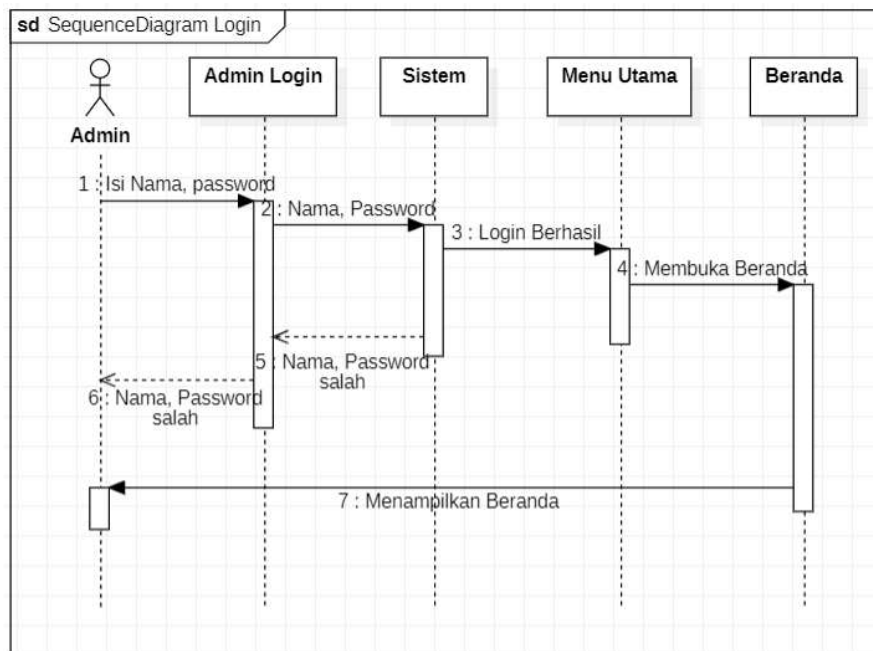 sd SequenceDiagram Login
Admin Login
Sistem
Menu Utama
Beranda
Admin
1 : Isi Nama, password
2 : Nama, Password
3 : Login Berhasil
4 : Membuka Beranda
5 : Nama, Password
salah
6 : Nama, Password
salah
7 : Menampilkan Beranda